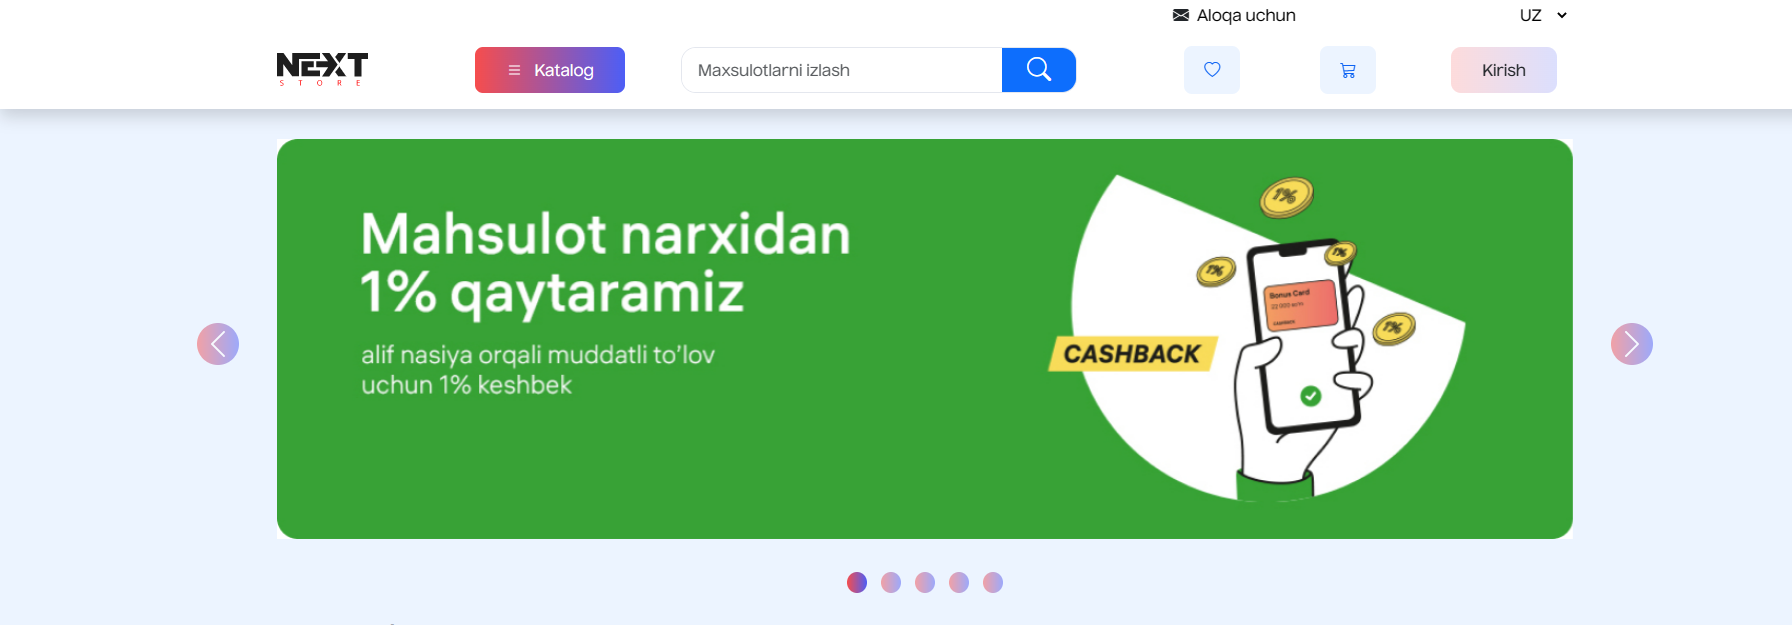 Aloqa uchun
UZ
NEXT
STORE
Katalog
Maxsulotlarni izlash
Kirish
Mahsulot narxidan
1% qaytaramiz
alif nasiya orqali muddatli to'lov
uchun 1% keshbek
CASHBACK
1%
1%
1%
1%
Bonus Card
CASHBACK